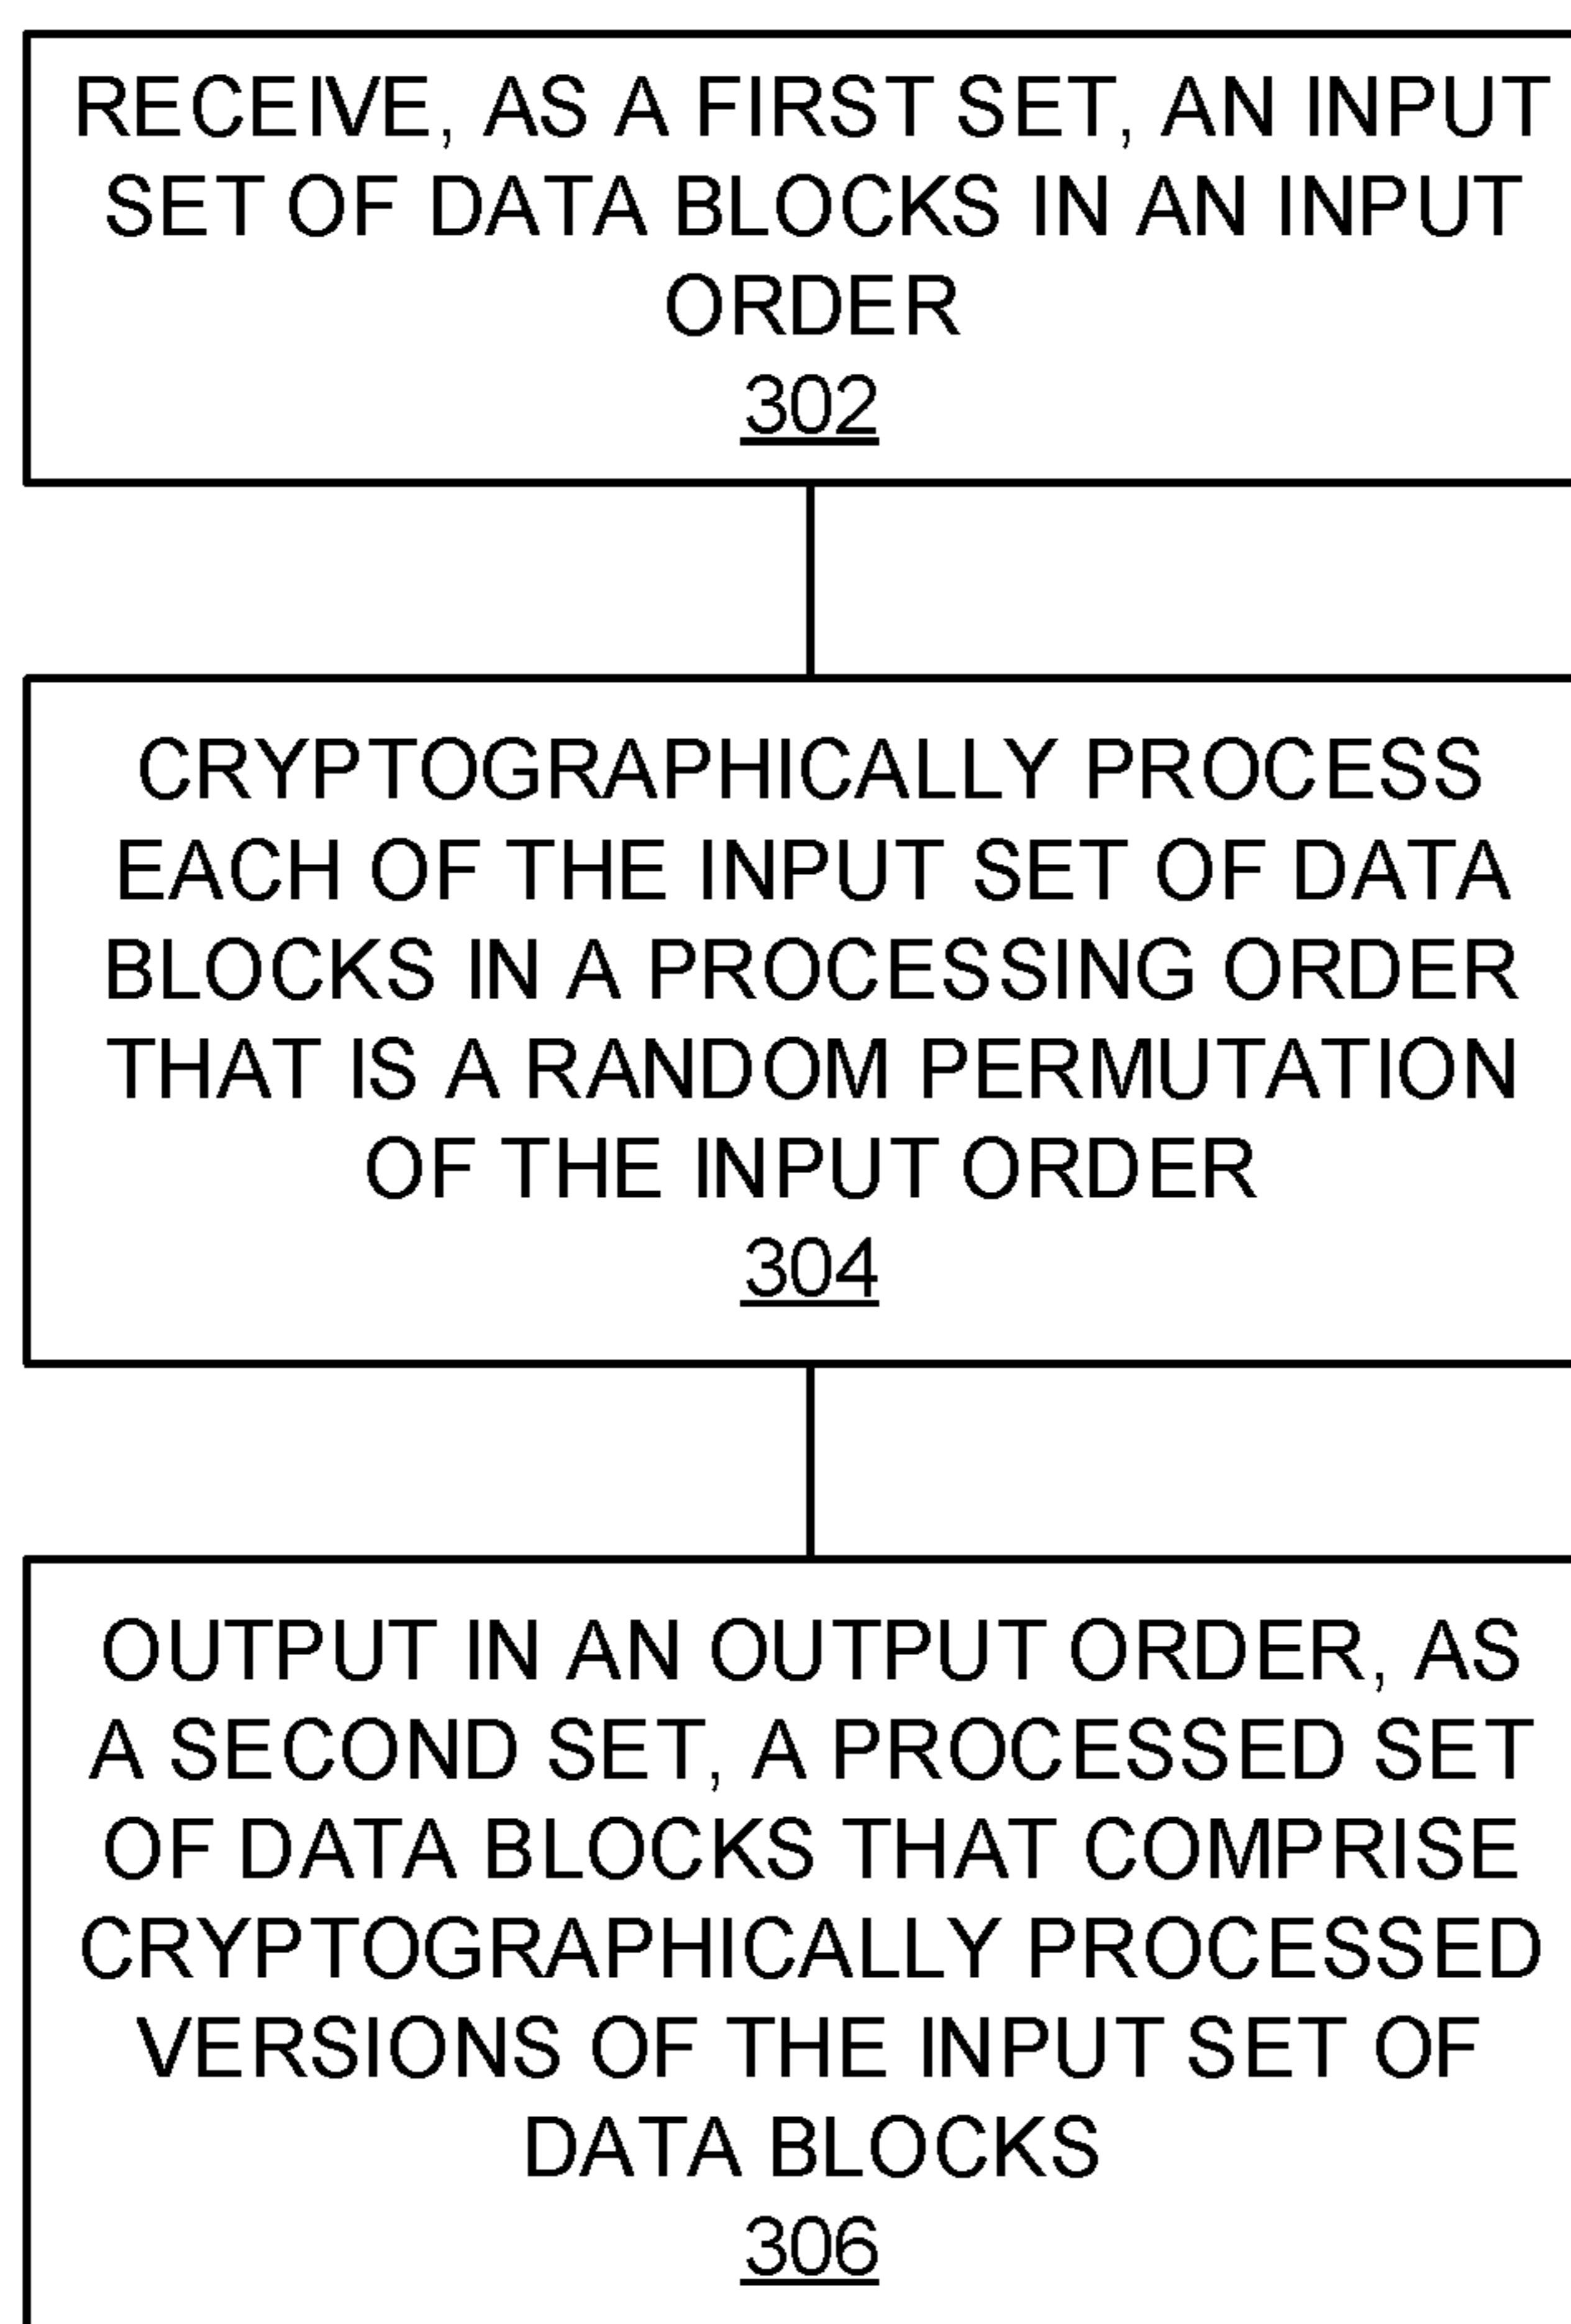 RECEIVE, AS A FIRST SET, AN INPUT
SET OF DATA BLOCKS IN AN INPUT
ORDER
302
CRYPTOGRAPHICALLY PROCESS
EACH OF THE INPUT SET OF DATA
BLOCKS IN A PROCESSING ORDER
THAT IS A RANDOM PERMUTATION
OF THE INPUT ORDER
304
OUTPUT IN AN OUTPUT ORDER, AS
A SECOND SET, A PROCESSED SET
OF DATA BLOCKS THAT COMPRISE
CRYPTOGRAPHICALLY PROCESSED
VERSIONS OF THE INPUT SET OF
DATA BLOCKS
306